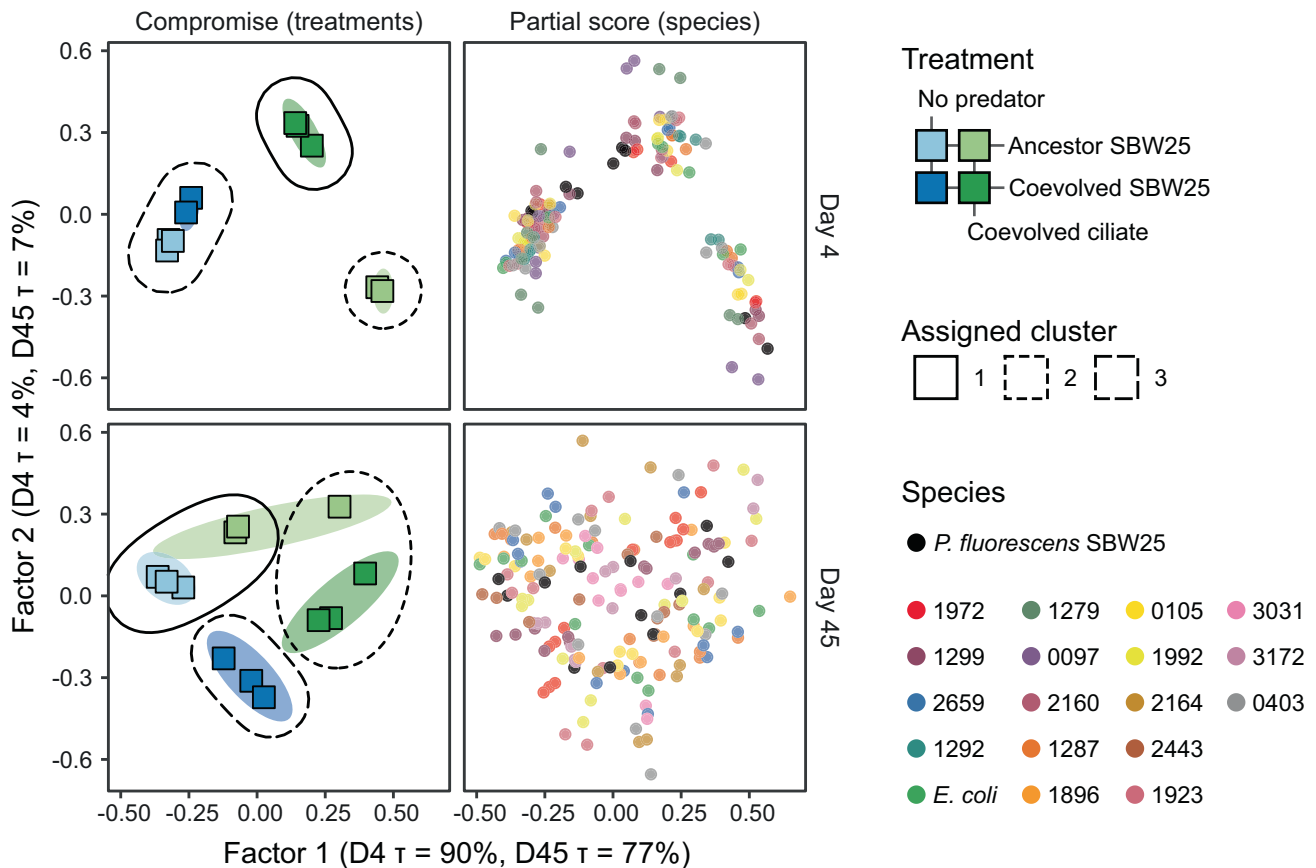 Compromise (treatments)
Partial score (species)
Factor 2 (D4 τ = 4%, D45 τ = 7%)
0.6
0.3
0.0
-0.3
-0.6
Day 4
0.6
0.3
0.0
-0.3
-0.6
Day 45
-0.50
-0.25
0.00
0.25
0.50
-0.50
-0.25
0.00
0.25
0.50
Factor 1 (D4 τ = 90%, D45 τ = 77%)
Treatment
No predator
Ancestor SBW25
Coevolved SBW25
Coevolved ciliate
Assigned cluster
1
2
3
Species
P. fluorescens SBW25
1972
1299
2659
1292
E. coli
1279
0097
2160
1287
1896
0105
1992
2164
2443
1923
3031
3172
0403